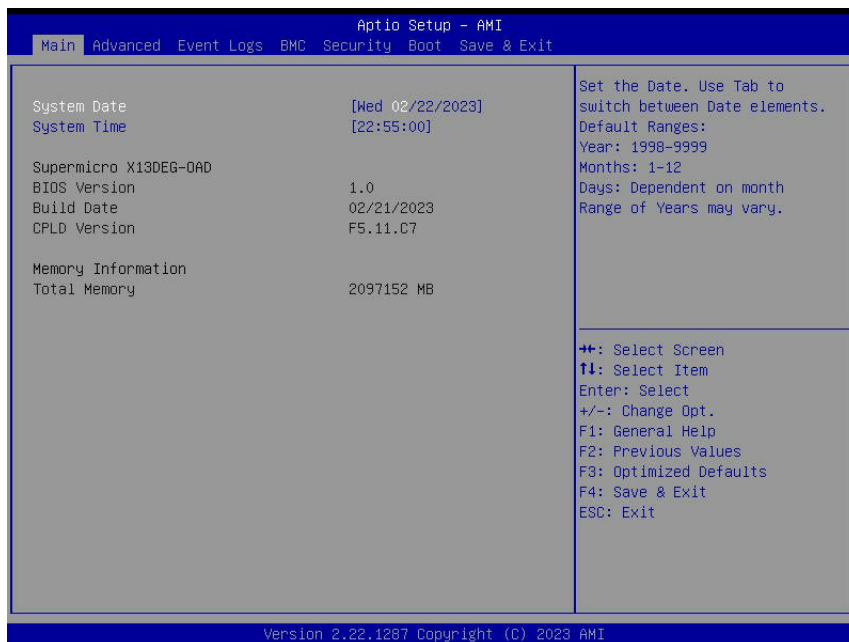 Aptio Setup – AMI
Main Advanced Event Logs BMC Security Boot Save & Exit
System Date [Wed 02/22/2023]
System Time [22:55:00]
Supermicro X13DEG-OAD
BIOS Version 1.0
Build Date 02/21/2023
CPLD Version F5.11.C7
Memory Information
Total Memory 2097152 MB
Set the Date. Use Tab to
switch between Date elements.
Default Ranges:
Year: 1998-9999
Months: 1-12
Days: Dependent on month
Range of Years may vary.
→←: Select Screen
↑↓: Select Item
Enter: Select
+/-: Change Opt.
F1: General Help
F2: Previous Values
F3: Optimized Defaults
F4: Save & Exit
ESC: Exit
Version 2.22.1287 Copyright (C) 2023 AMI